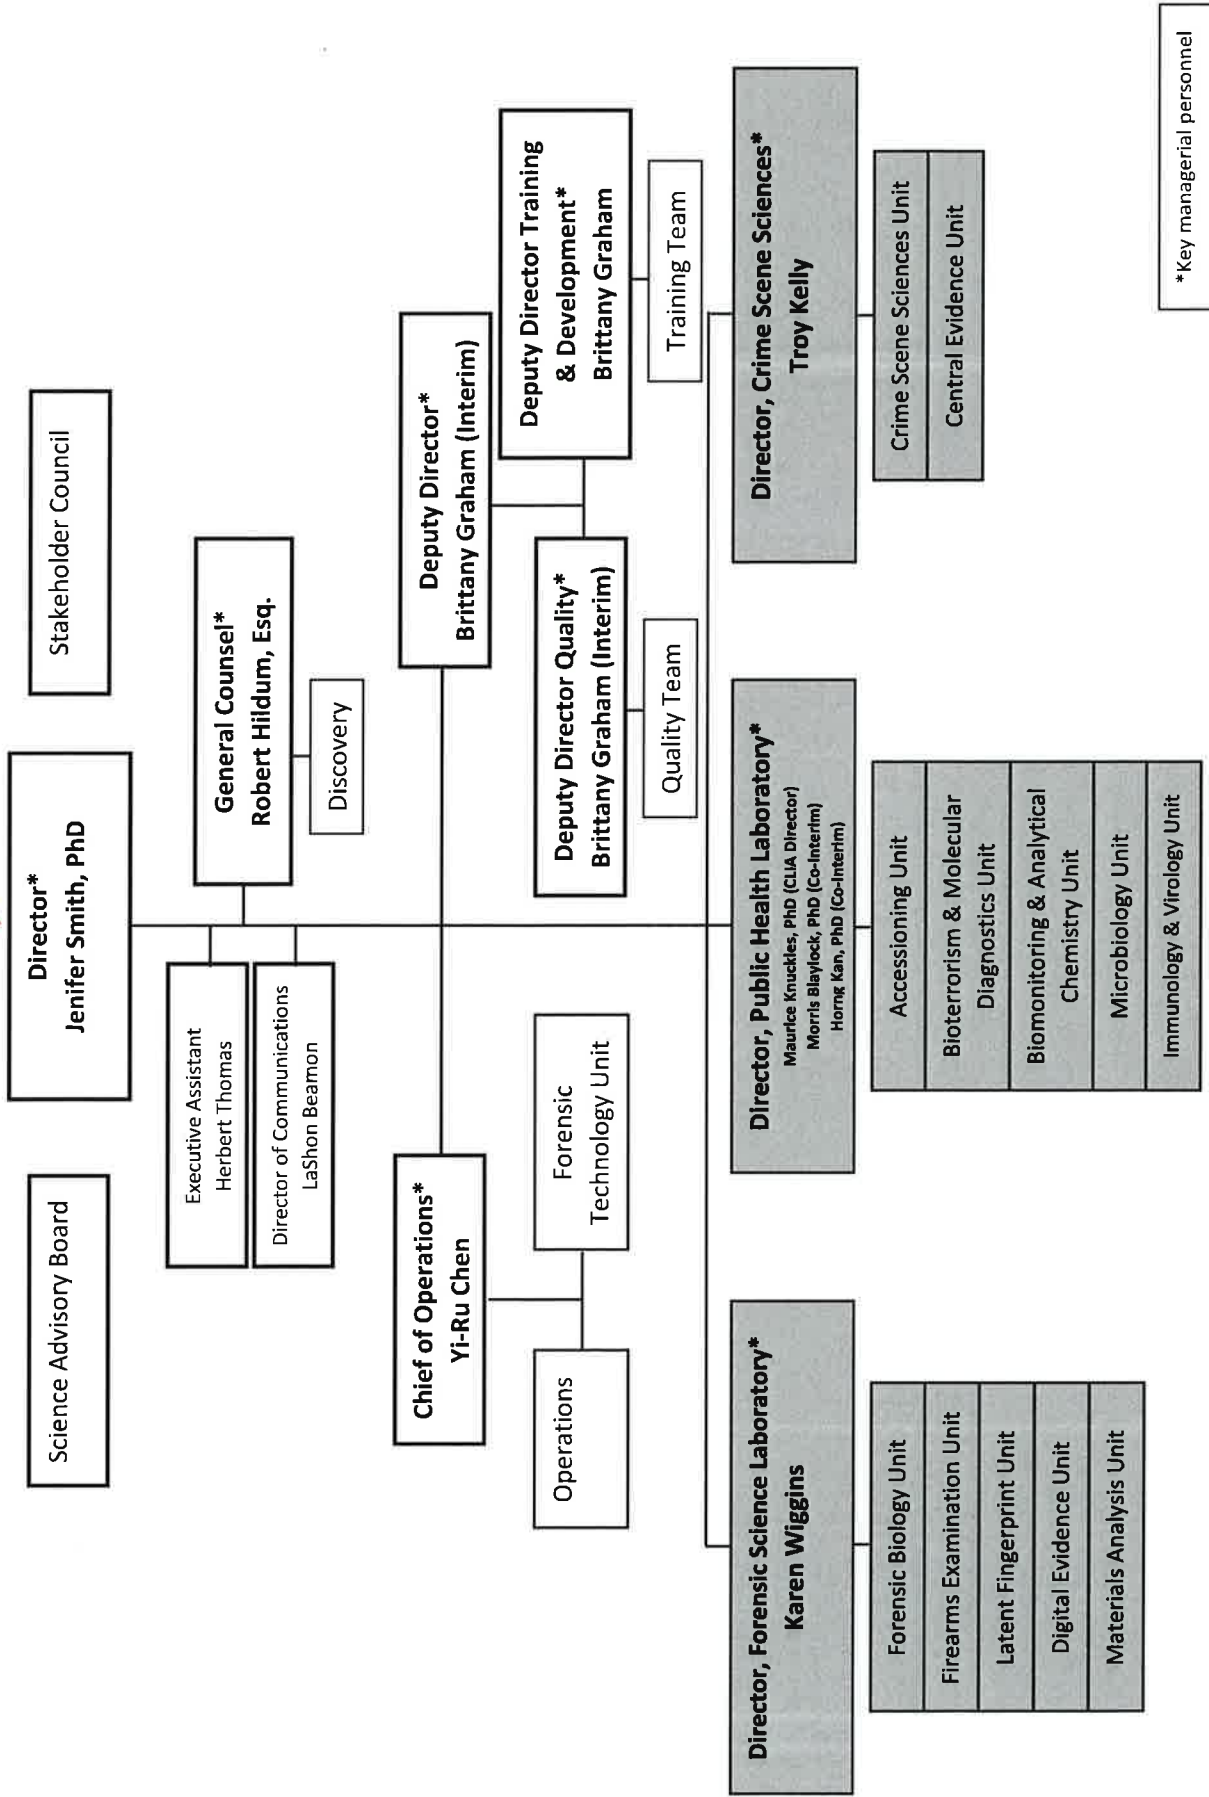 Science Advisory Board
Director*
Jenifer Smith, PhD
Stakeholder Council
Executive Assistant
Herbert Thomas
Director of Communications
LaShon Beamon
General Counsel*
Robert Hildum, Esq.
Discovery
Chief of Operations*
Yi-Ru Chen
Operations
Forensic
Technology Unit
Deputy Director*
Brittany Graham (Interim)
Deputy Director Quality*
Brittany Graham (Interim)
Quality Team
Deputy Director Training
& Development*
Brittany Graham
Training Team
Director, Forensic Science Laboratory*
Karen Wiggins
Forensic Biology Unit
Firearms Examination Unit
Latent Fingerprint Unit
Digital Evidence Unit
Materials Analysis Unit
Director, Public Health Laboratory*
Maurice Knuckles, PhD (CLIA Director)
Morris Blaylock, PhD (Co-Interim)
Horng Kan, PhD (Co-Interim)
Accessioning Unit
Bioterrorism & Molecular
Diagnostics Unit
Biomonitoring & Analytical
Chemistry Unit
Microbiology Unit
Immunology & Virology Unit
Director, Crime Scene Sciences*
Troy Kelly
Crime Scene Sciences Unit
Central Evidence Unit
*Key managerial personnel